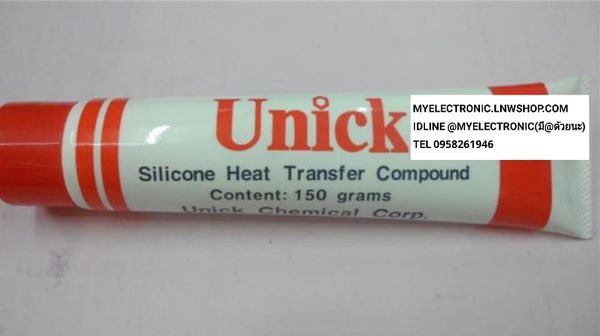 Unick
Silicone Heat Transfer Compound
Content: 150 grams
Unick Chemical Corp.
MYELECTRONIC.LNWSHOP.COM
IDLINE @MYELECTRONIC(มี@ด้วยนะ)
TEL 0958261946